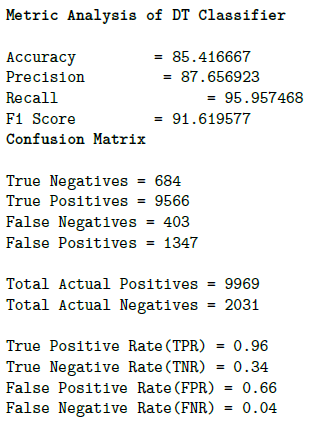 Metric Analysis of DT Classifier
Accuracy = 85.416667
Precision = 87.656923
Recall = 95.957468
F1 Score = 91.619577
Confusion Matrix
True Negatives = 684
True Positives = 9566
False Negatives = 403
False Positives = 1347
Total Actual Positives = 9969
Total Actual Negatives = 2031
True Positive Rate(TPR) = 0.96
True Negative Rate(TNR) = 0.34
False Positive Rate(FPR) = 0.66
False Negative Rate(FNR) = 0.04